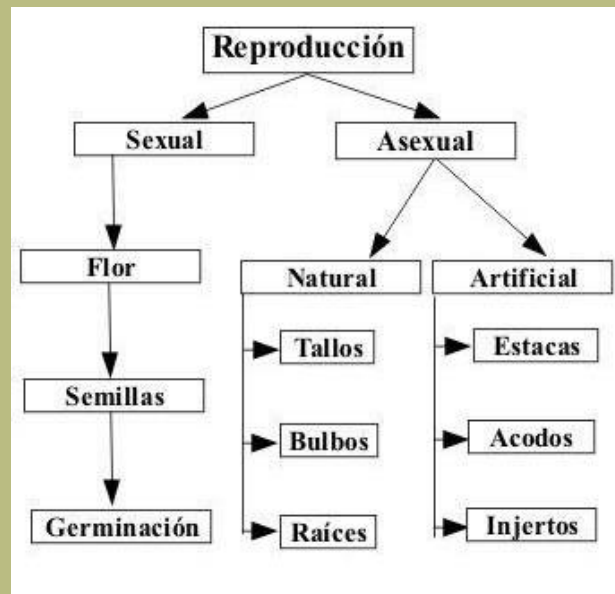 Reproducción
Sexual
Asexual
Flor
Natural
Artificial
Tallos
Estacas
Semillas
Bulbos
Acodos
Germinación
Raíces
Injertos